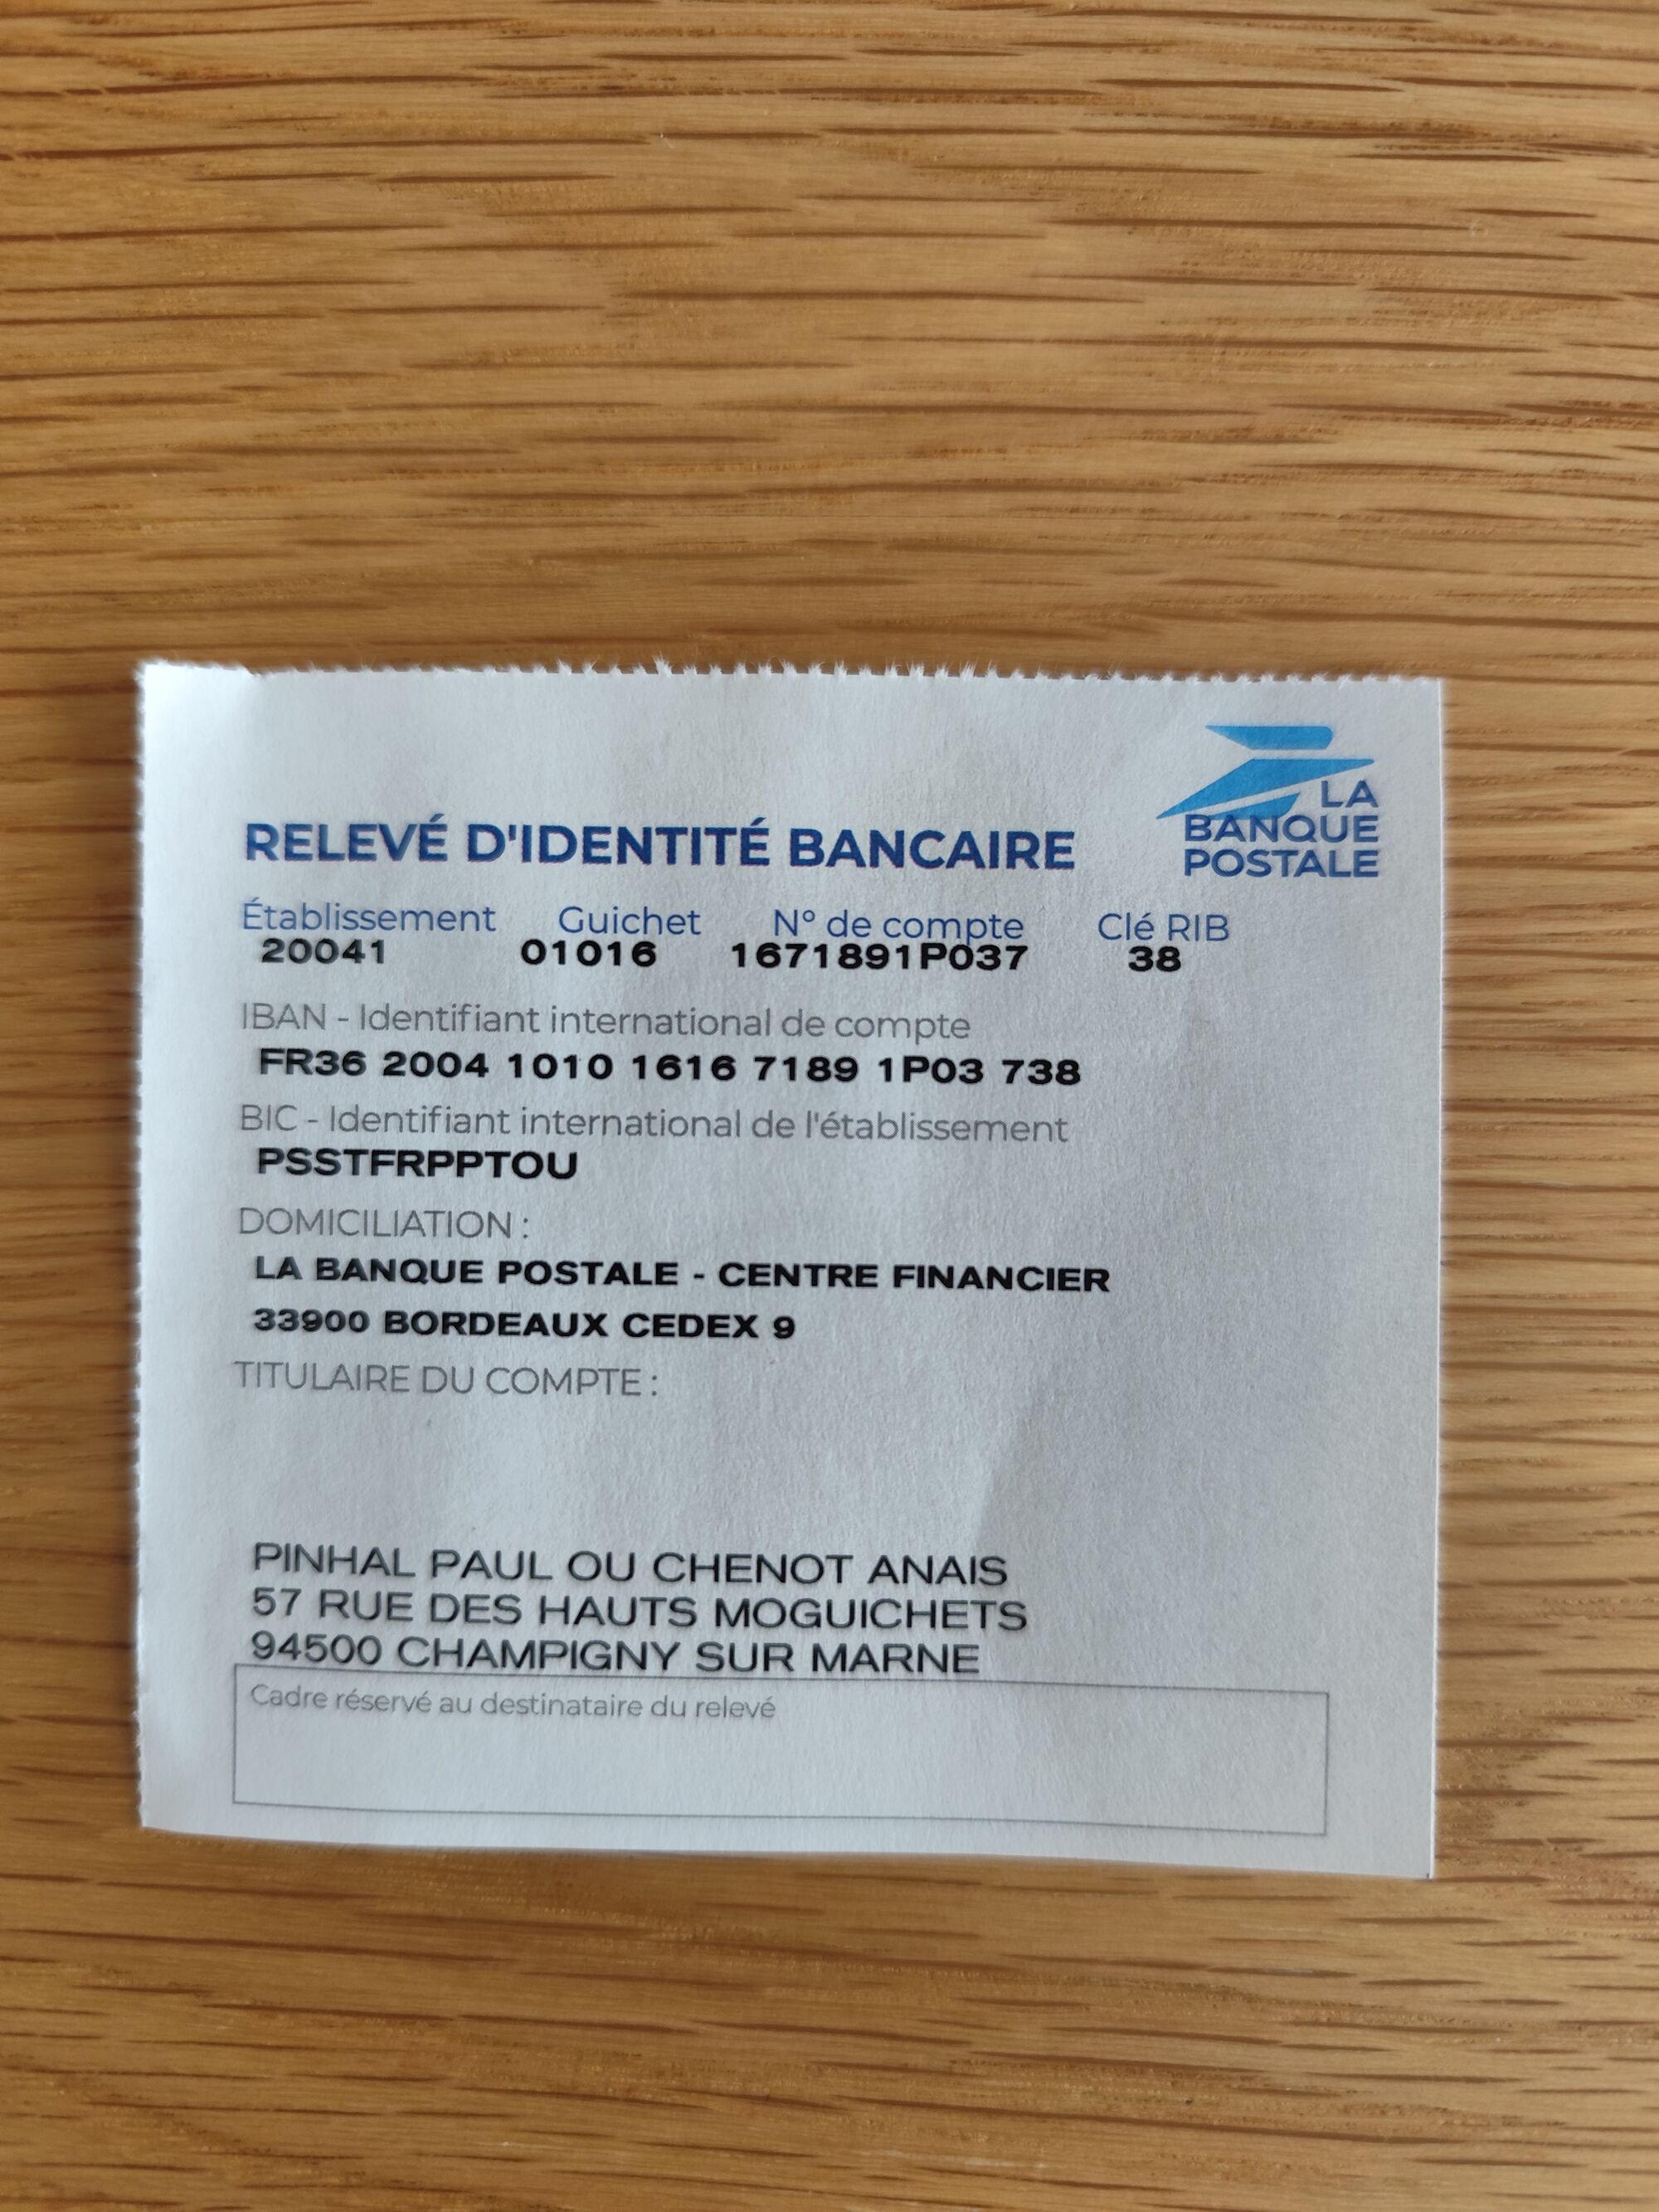 LA
BANQUE
POSTALE
RELEVÉ D'IDENTITÉ BANCAIRE
Établissement Guichet N° de compte Clé RIB
20041 01016 1671891P037 38
IBAN - Identifiant international de compte
FR36 2004 1010 1616 7189 1P03 738
BIC - Identifiant international de l'établissement
PSSTFRPPTOU
DOMICILIATION :
LA BANQUE POSTALE - CENTRE FINANCIER
33900 BORDEAUX CEDEX 9
TITULAIRE DU COMPTE :
PINHAL PAUL OU CHENOT ANAIS
57 RUE DES HAUTS MOGUICHETS
94500 CHAMPIGNY SUR MARNE
Cadre réservé au destinataire du relevé